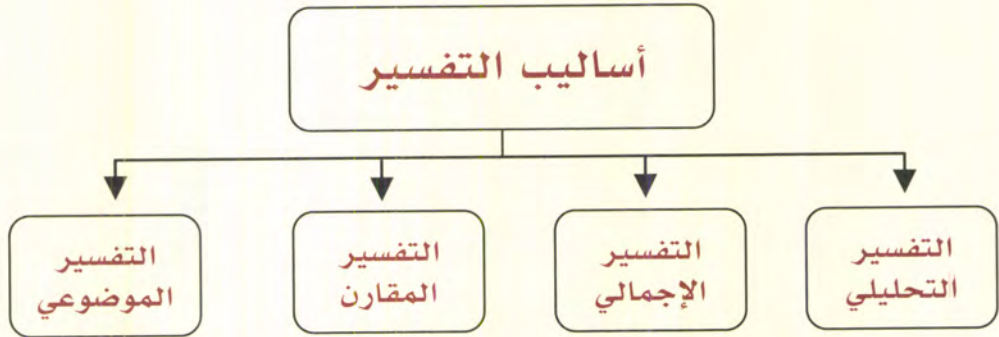 أساليب التفسير
التفسير
التحليلي
التفسير
الإجمالي
التفسير
المقارن
التفسير
الموضوعي